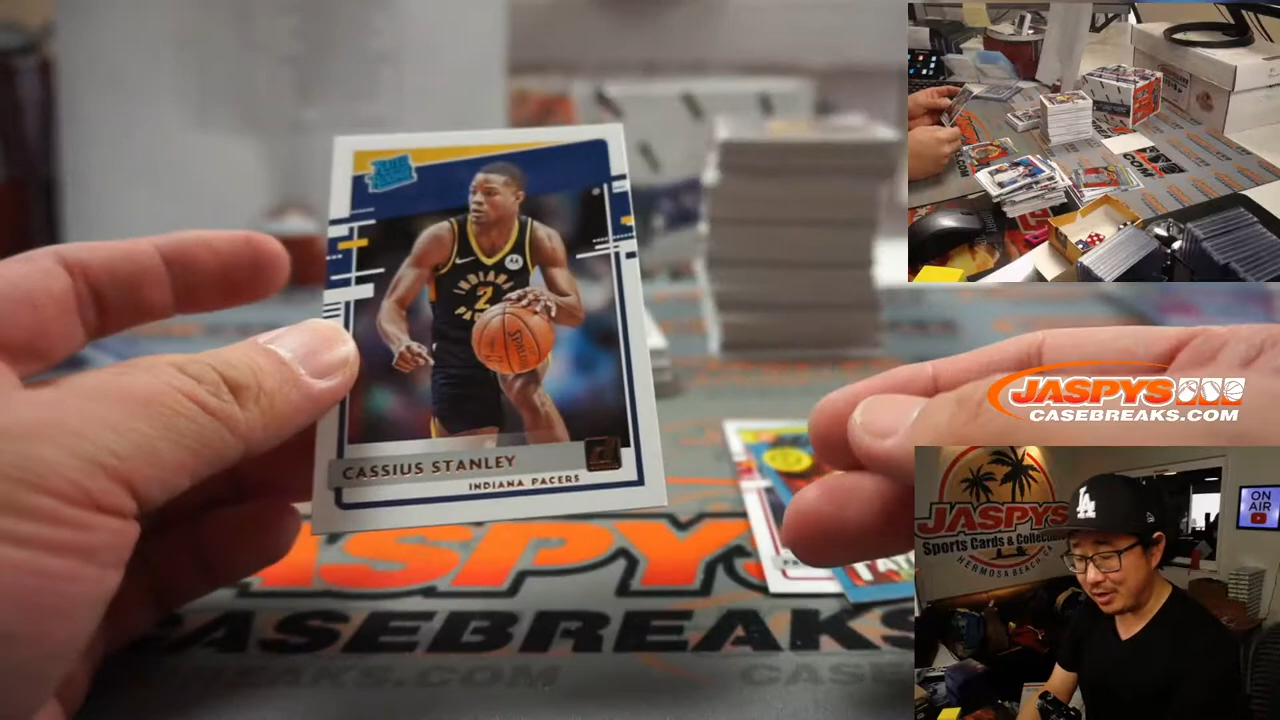 RATED ROOKIE
INDIANA
2
SPALDING
CASSIUS STANLEY
INDIANA PACERS
JASPYS
CASEBREAKS.COM
JASPYS
CASEBREAKS
LA
ON
AIR
JASPYS
Sports Cards & Collectibles
HERMOSA BEACH, CA